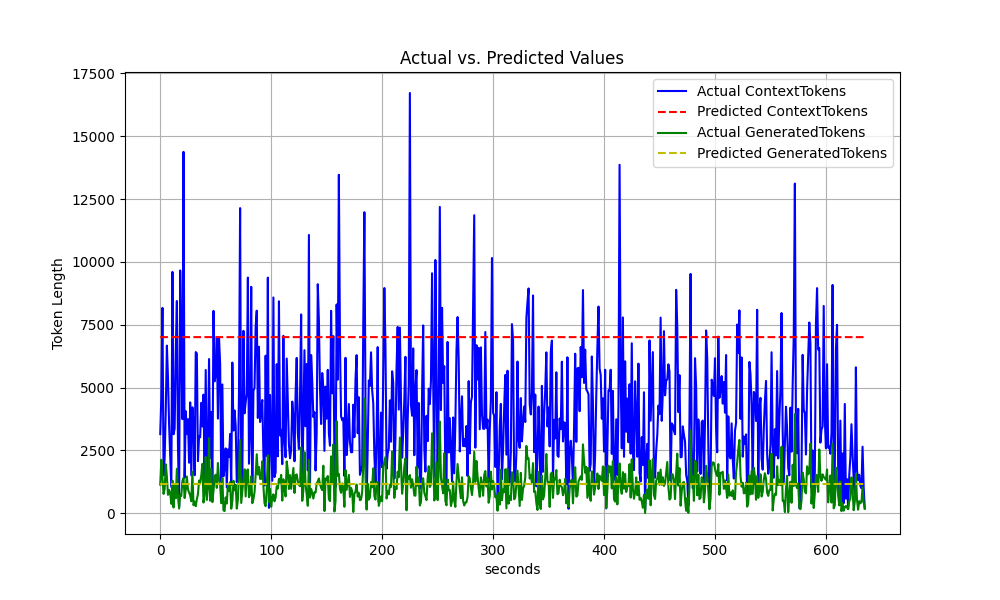 Actual vs. Predicted Values
Actual ContextTokens
Predicted ContextTokens
Actual GeneratedTokens
Predicted GeneratedTokens
17500
15000
12500
10000
7500
5000
2500
0
Token Length
0 100 200 300 400 500 600
seconds